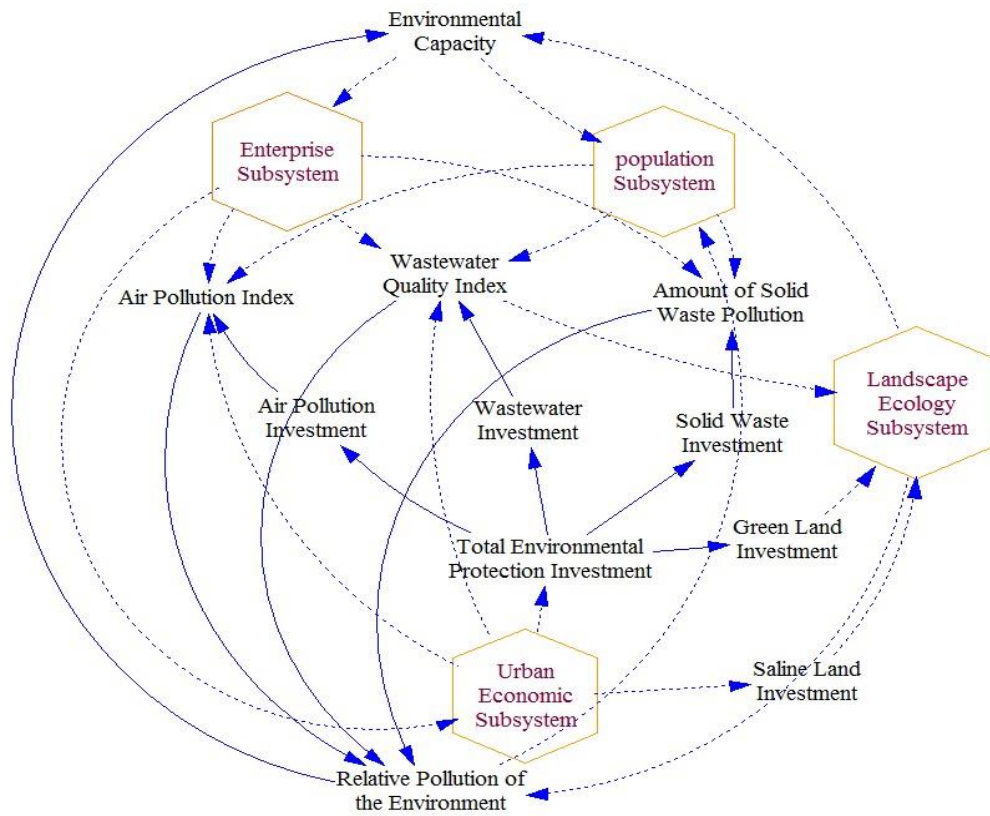 Environmental
Capacity
Enterprise
Subsystem
population
Subsystem
Wastewater
Quality Index
Air Pollution Index
Amount of Solid
Waste Pollution
Landscape
Ecology
Subsystem
Air Pollution
Investment
Wastewater
Investment
Solid Waste
Investment
Green Land
Investment
Total Environmental
Protection Investment
Urban
Economic
Subsystem
Saline Land
Investment
Relative Pollution of
the Environment